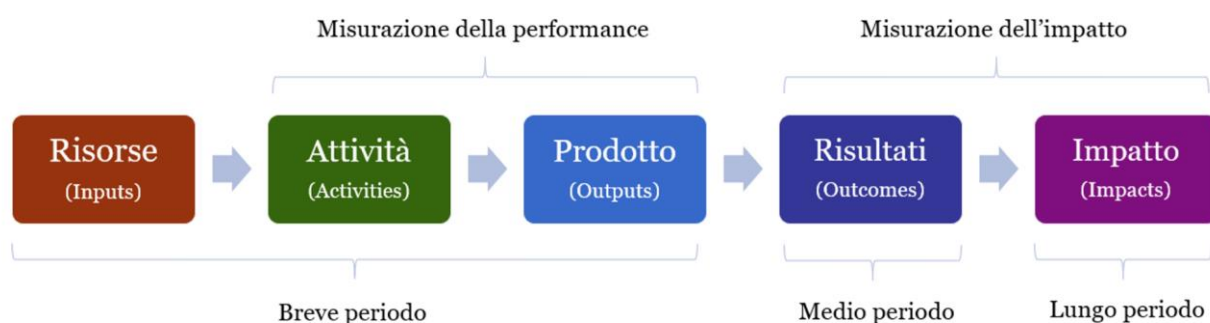 Misurazione della performance
Misurazione dell'impatto
Risorse
(Inputs)
Attività
(Activities)
Prodotto
(Outputs)
Risultati
(Outcomes)
Impatto
(Impacts)
Breve periodo
Medio periodo
Lungo periodo